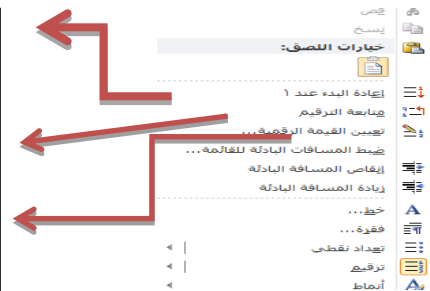 قص
نسخ
خيارات اللصق:
إعادة البدء عند ١
متابعة الترقيم
تعيين القيمة الرقمية...
ضبط المسافات البادئة للقائمة...
إنقاص المسافة البادئة
زيادة المسافة البادئة
خط...
فقرة...
تعداد نقطي
ترقيم
أنماط